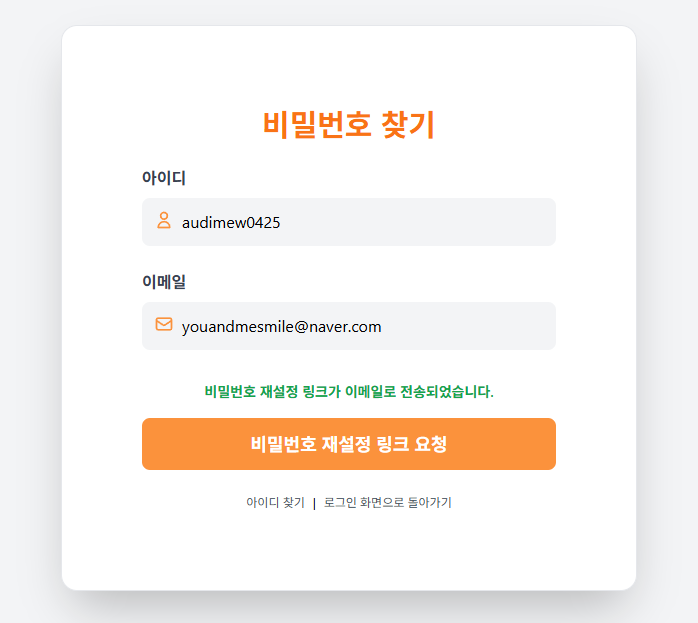 비밀번호 찾기
아이디
audimew0425
이메일
youandmesmile@naver.com
비밀번호 재설정 링크가 이메일로 전송되었습니다.
비밀번호 재설정 링크 요청
아이디 찾기 | 로그인 화면으로 돌아가기